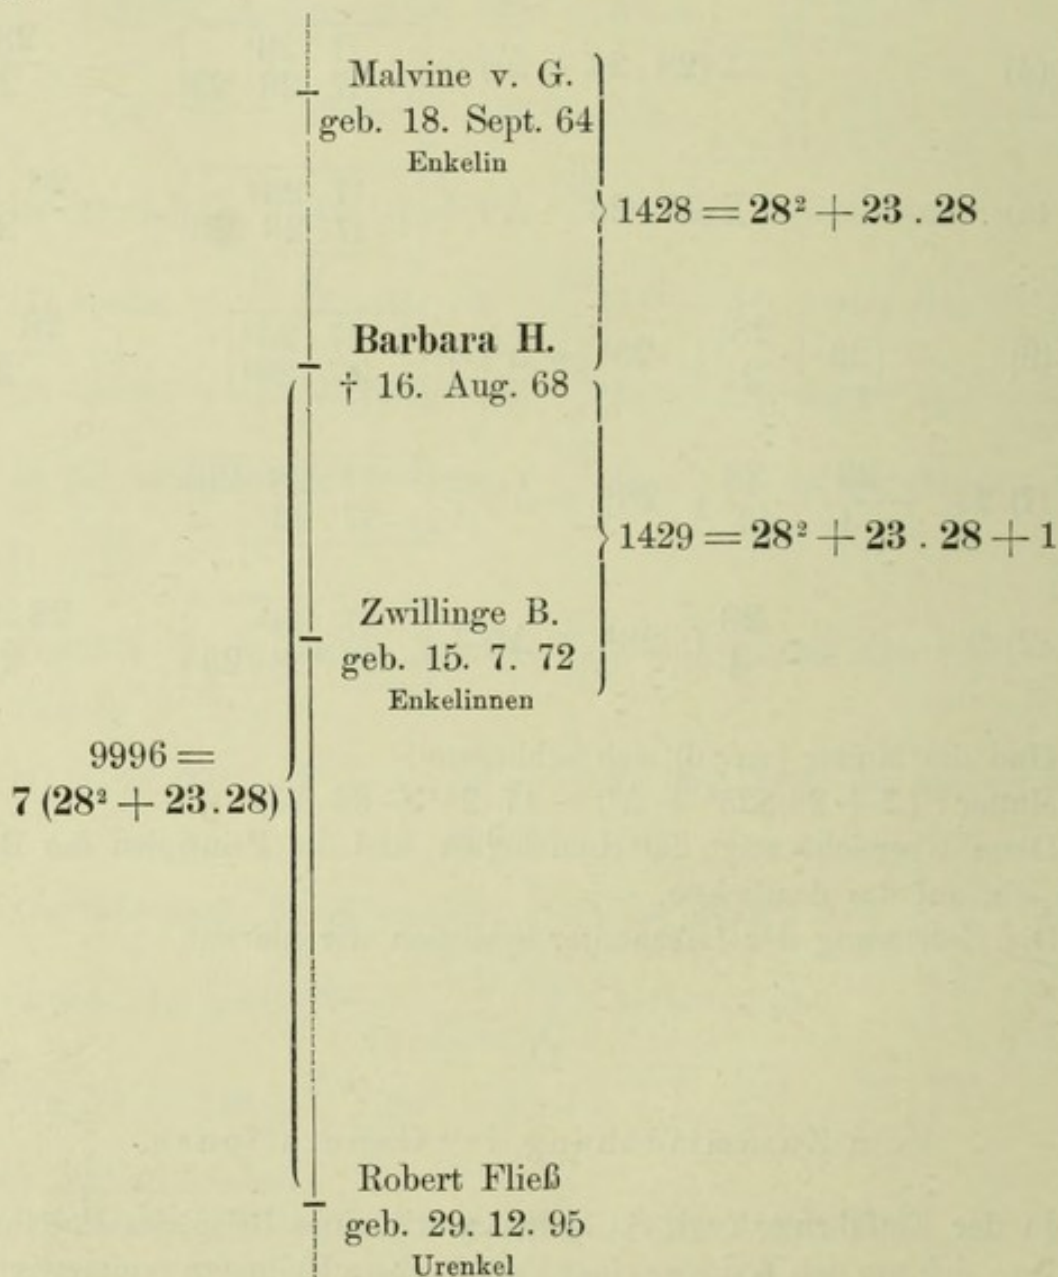 Malvine v. G.
geb. 18. Sept. 64
Enkelin
1428 = 28² + 23 . 28
Barbara H.
† 16. Aug. 68
1429 = 28² + 23 . 28 + 1
Zwillinge B.
geb. 15. 7. 72
Enkelinnen
9996 =
7 (28² + 23 . 28)
Robert Fließ
geb. 29. 12. 95
Urenkel